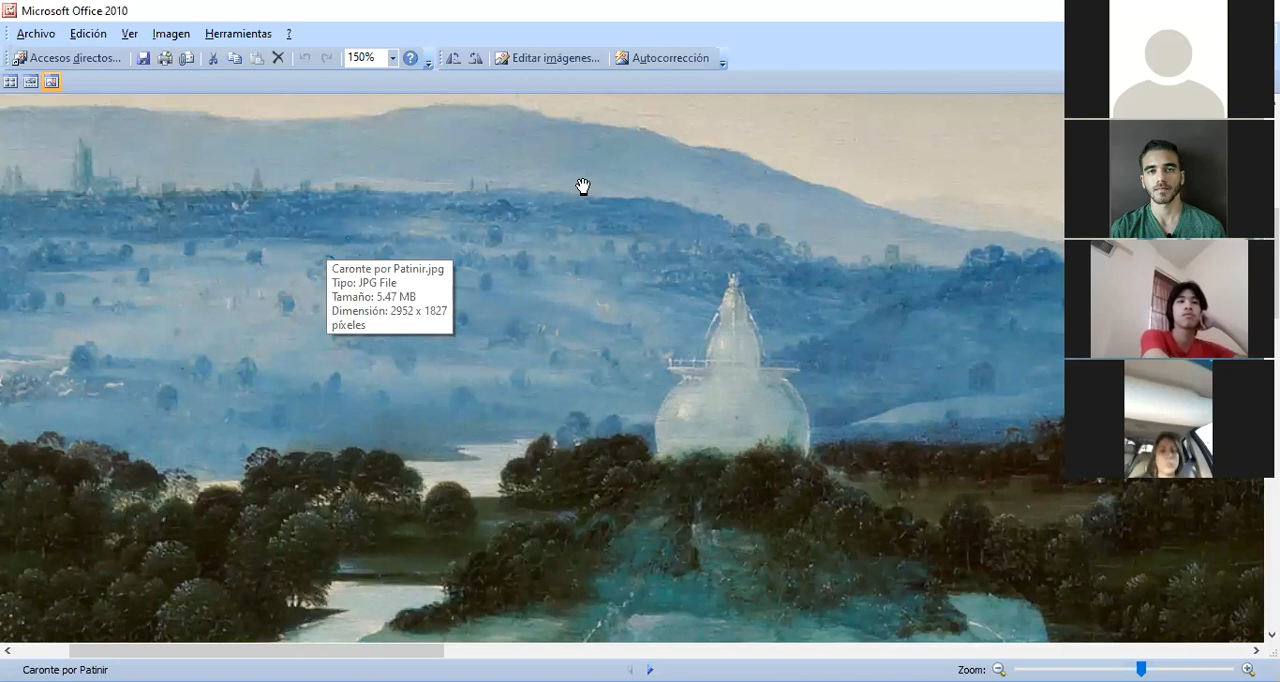 Microsoft Office 2010
Archivo Edición Ver Imagen Herramientas ?
Accesos directos... 150% Editar imágenes... Autocorrección
Caronte por Patinir.jpg
Tipo: JPG File
Tamaño: 5.47 MB
Dimensión: 2952 x 1827
píxeles
Caronte por Patinir Zoom: